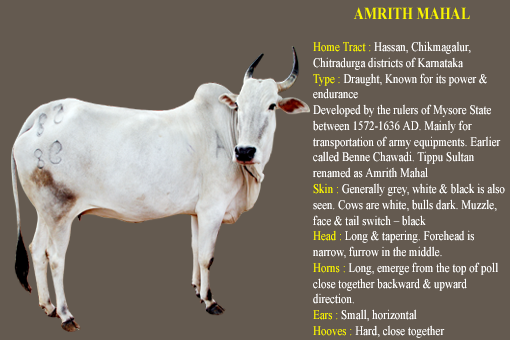 AMRITH MAHAL
Home Tract : Hassan, Chikmagalur,
Chitradurga districts of Karnataka
Type : Draught, Known for its power &
endurance
Developed by the rulers of Mysore State
between 1572-1636 AD. Mainly for
transportation of army equipments. Earlier
called Benne Chawadi. Tippu Sultan
renamed as Amrith Mahal
Skin : Generally grey, white & black is also
seen. Cows are white, bulls dark. Muzzle,
face & tail switch – black
Head : Long & tapering. Forehead is
narrow, furrow in the middle.
Horns : Long, emerge from the top of poll
close together backward & upward
direction.
Ears : Small, horizontal
Hooves : Hard, close together